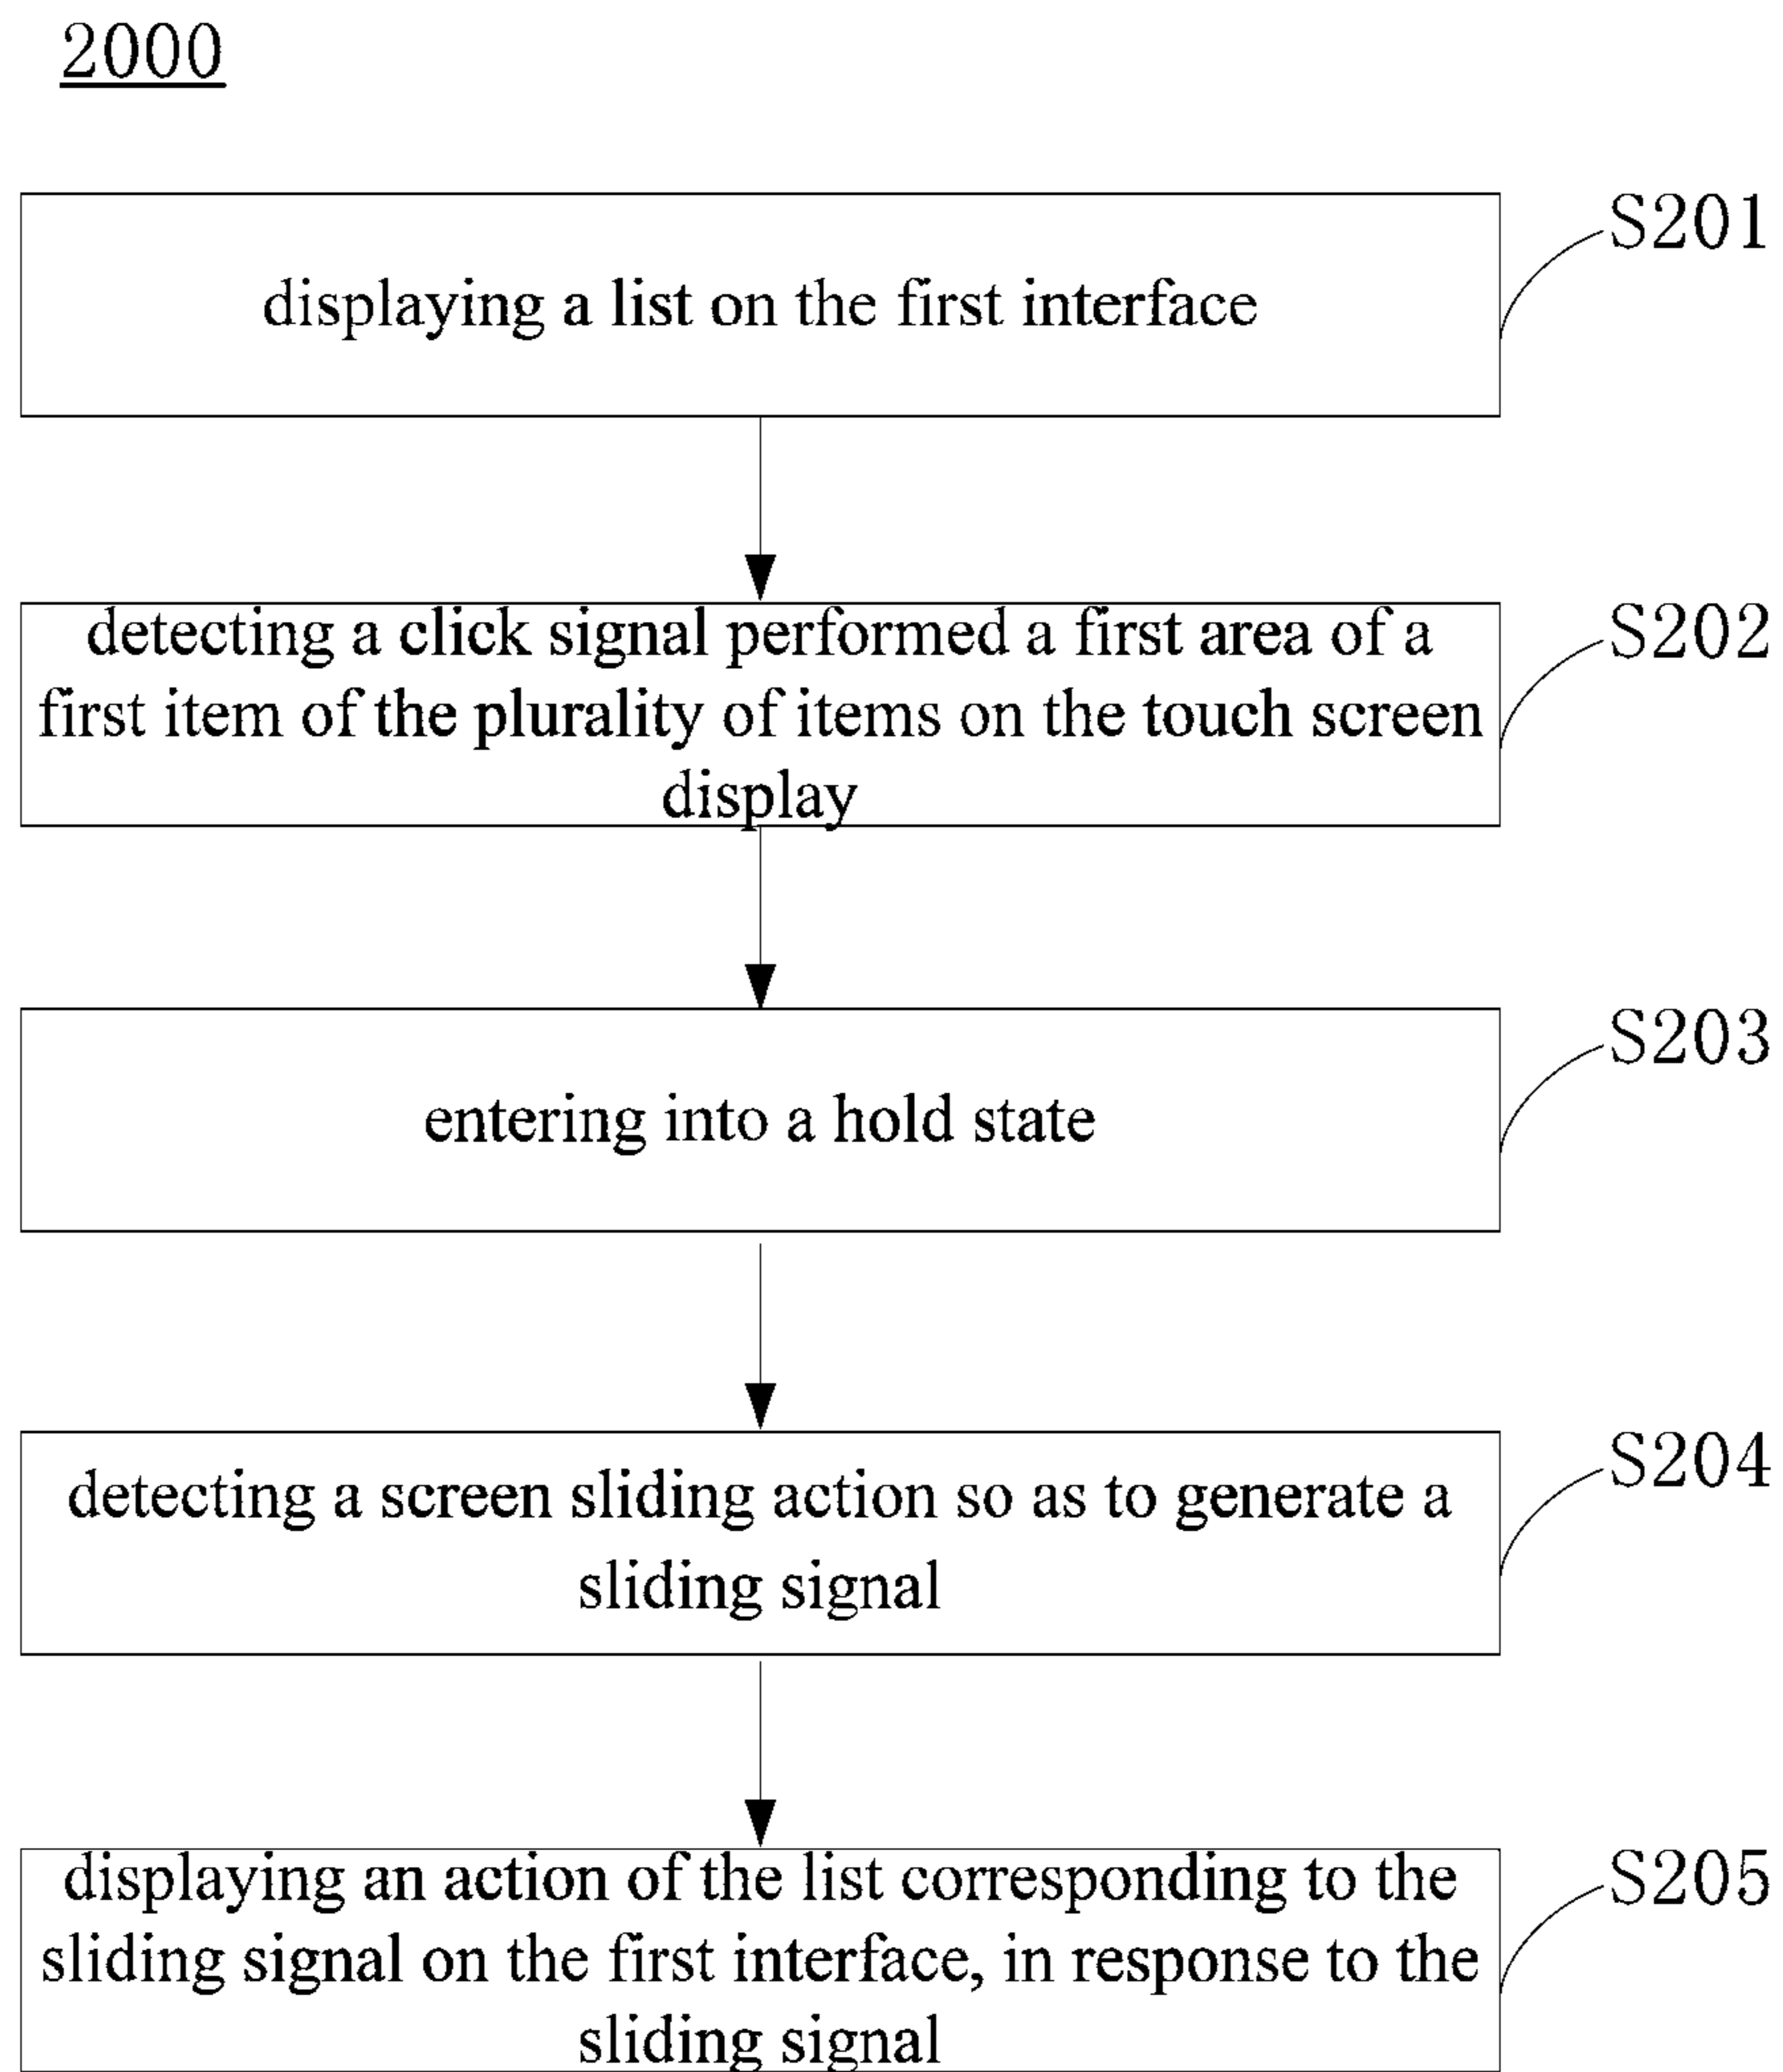 2000
displaying a list on the first interface
S201
detecting a click signal performed a first area of a
first item of the plurality of items on the touch screen
display
S202
entering into a hold state
S203
detecting a screen sliding action so as to generate a
sliding signal
S204
displaying an action of the list corresponding to the
sliding signal on the first interface, in response to the
sliding signal
S205